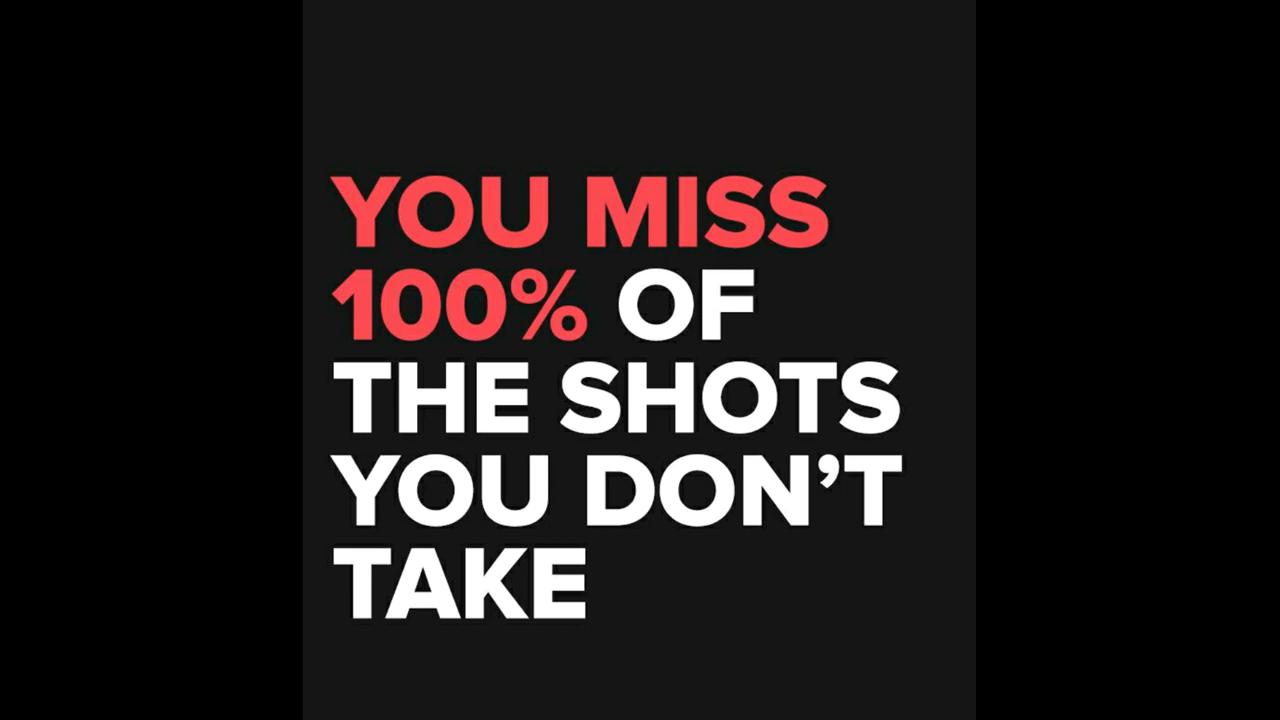 YOU MISS
100% OF
THE SHOTS
YOU DON’T
TAKE